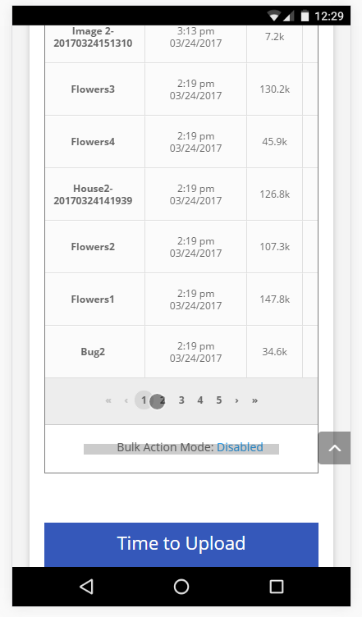 12:29
Image 2-
20170324151310
3:13 pm
03/24/2017
7.2k
Flowers3
2:19 pm
03/24/2017
130.2k
Flowers4
2:19 pm
03/24/2017
45.9k
House2-
20170324141939
2:19 pm
03/24/2017
126.8k
Flowers2
2:19 pm
03/24/2017
107.3k
Flowers1
2:19 pm
03/24/2017
147.8k
Bug2
2:19 pm
03/24/2017
34.6k
« ‹ 1 2 3 4 5 › »
Bulk Action Mode: Disabled
Time to Upload